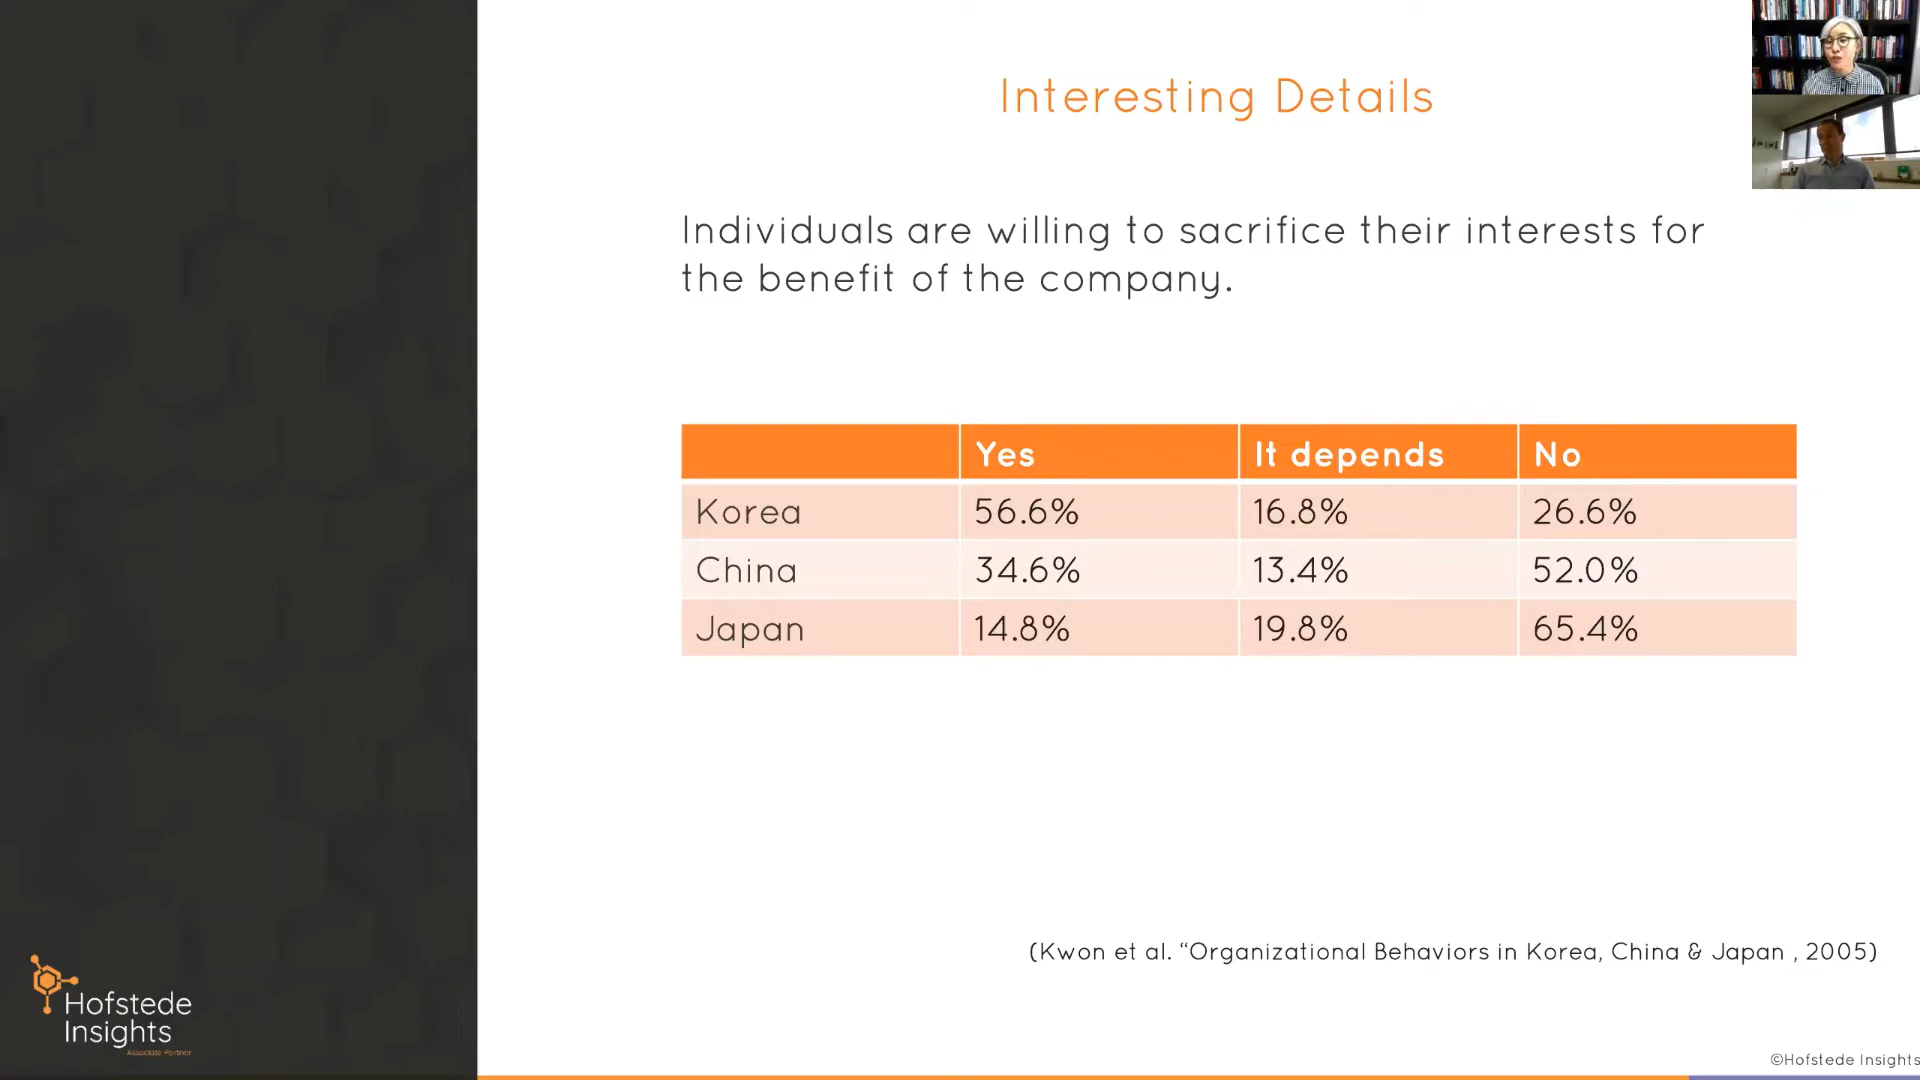 Interesting Details
Individuals are willing to sacrifice their interests for
the benefit of the company.
Yes It depends No
Korea 56.6% 16.8% 26.6%
China 34.6% 13.4% 52.0%
Japan 14.8% 19.8% 65.4%
(Kwon et al. “Organizational Behaviors in Korea, China & Japan , 2005)
Hofstede
Insights
Associate Partner
©Hofstede Insights